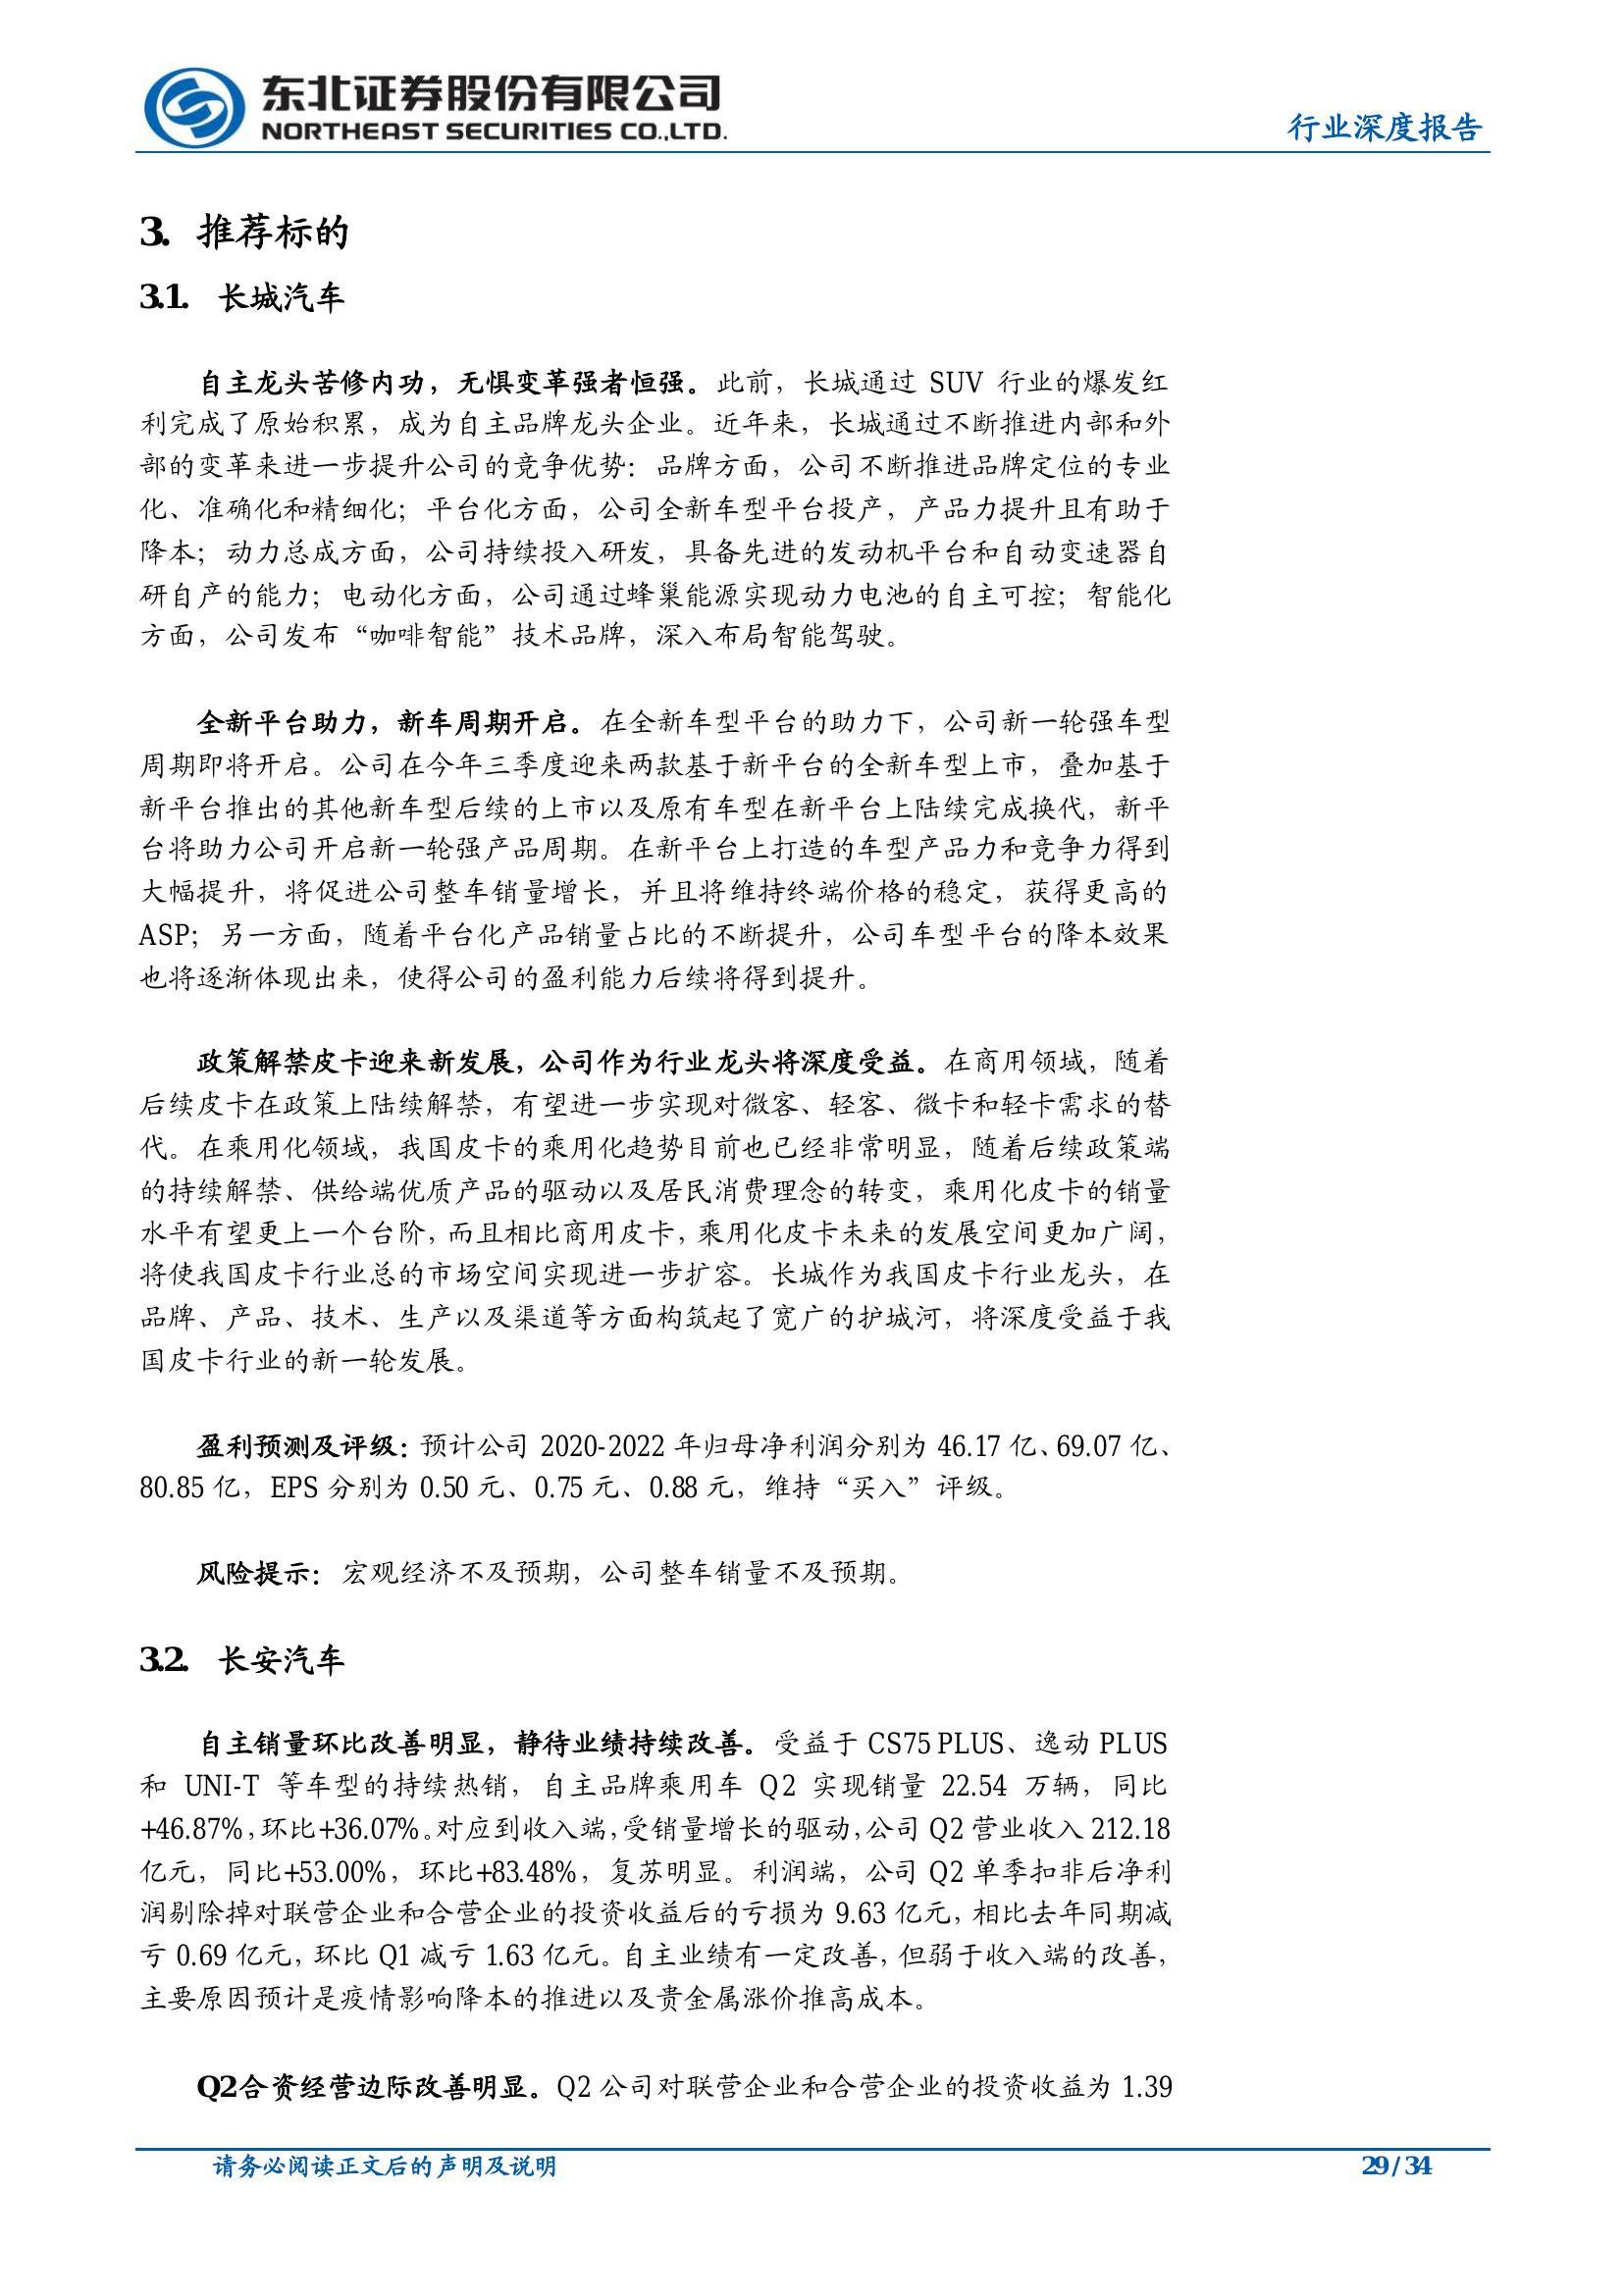 东北证券股份有限公司
NORTHEAST SECURITIES CO.,LTD.
行业深度报告
3. 推荐标的
3.1. 长城汽车
自主龙头苦修内功，无惧变革强者恒强。此前，长城通过 SUV 行业的爆发红
利完成了原始积累，成为自主品牌龙头企业。近年来，长城通过不断推进内部和外
部的变革来进一步提升公司的竞争优势：品牌方面，公司不断推进品牌定位的专业
化、准确化和精细化；平台化方面，公司全新车型平台投产，产品力提升且有助于
降本；动力总成方面，公司持续投入研发，具备先进的发动机平台和自动变速器自
研自产的能力；电动化方面，公司通过蜂巢能源实现动力电池的自主可控；智能化
方面，公司发布“咖啡智能”技术品牌，深入布局智能驾驶。
全新平台助力，新车周期开启。在全新车型平台的助力下，公司新一轮强车型
周期即将开启。公司在今年三季度迎来两款基于新平台的全新车型上市，叠加基于
新平台推出的其他新车型后续的上市以及原有车型在新平台上陆续完成换代，新平
台将助力公司开启新一轮强产品周期。在新平台上打造的车型产品力和竞争力得到
大幅提升，将促进公司整车销量增长，并且将维持终端价格的稳定，获得更高的
ASP；另一方面，随着平台化产品销量占比的不断提升，公司车型平台的降本效果
也将逐渐体现出来，使得公司的盈利能力后续将得到提升。
政策解禁皮卡迎来新发展，公司作为行业龙头将深度受益。在商用领域，随着
后续皮卡在政策上陆续解禁，有望进一步实现对微客、轻客、微卡和轻卡需求的替
代。在乘用化领域，我国皮卡的乘用化趋势目前也已经非常明显，随着后续政策端
的持续解禁、供给端优质产品的驱动以及居民消费理念的转变，乘用化皮卡的销量
水平有望更上一个台阶，而且相比商用皮卡，乘用化皮卡未来的发展空间更加广阔，
将使我国皮卡行业总的市场空间实现进一步扩容。长城作为我国皮卡行业龙头，在
品牌、产品、技术、生产以及渠道等方面构筑起了宽广的护城河，将深度受益于我
国皮卡行业的新一轮发展。
盈利预测及评级：预计公司 2020-2022 年归母净利润分别为 46.17 亿、69.07 亿、
80.85 亿，EPS 分别为 0.50 元、0.75 元、0.88 元，维持“买入”评级。
风险提示：宏观经济不及预期，公司整车销量不及预期。
3.2. 长安汽车
自主销量环比改善明显，静待业绩持续改善。受益于 CS75 PLUS、逸动 PLUS
和 UNI-T 等车型的持续热销，自主品牌乘用车 Q2 实现销量 22.54 万辆，同比
+46.87%，环比+36.07%。对应到收入端，受销量增长的驱动，公司 Q2 营业收入 212.18
亿元，同比+53.00%，环比+83.48%，复苏明显。利润端，公司 Q2 单季扣非后净利
润剔除掉对联营企业和合营企业的投资收益后的亏损为 9.63 亿元，相比去年同期减
亏 0.69 亿元，环比 Q1 减亏 1.63 亿元。自主业绩有一定改善，但弱于收入端的改善，
主要原因预计是疫情影响降本的推进以及贵金属涨价推高成本。
Q2合资经营边际改善明显。Q2 公司对联营企业和合营企业的投资收益为 1.39
请务必阅读正文后的声明及说明
29 / 34